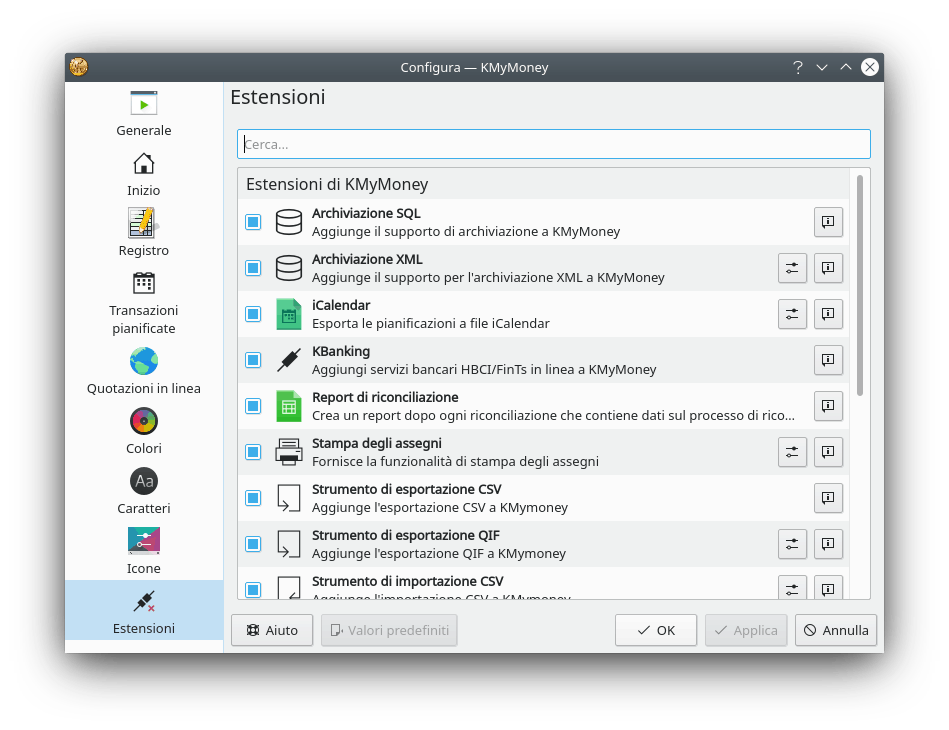 Configura — KMyMoney
?
Generale
Inizio
Registro
Transazioni
pianificate
Quotazioni in linea
Colori
Aa
Caratteri
Icone
Estensioni
Estensioni
Cerca...
Estensioni di KMyMoney
Archiviazione SQL
Aggiunge il supporto di archiviazione a KMyMoney
Archiviazione XML
Aggiunge il supporto per l'archiviazione XML a KMyMoney
iCalendar
Esporta le pianificazioni a file iCalendar
KBanking
Aggiungi servizi bancari HBCI/FinTs in linea a KMyMoney
Report di riconciliazione
Crea un report dopo ogni riconciliazione che contiene dati sul processo di rico...
Stampa degli assegni
Fornisce la funzionalità di stampa degli assegni
Strumento di esportazione CSV
Aggiunge l'esportazione CSV a KMymoney
Strumento di esportazione QIF
Aggiunge l'esportazione QIF a KMymoney
Strumento di importazione CSV
Aggiunge l'importazione CSV a KMymoney
Aiuto
Valori predefiniti
OK
Applica
Annulla